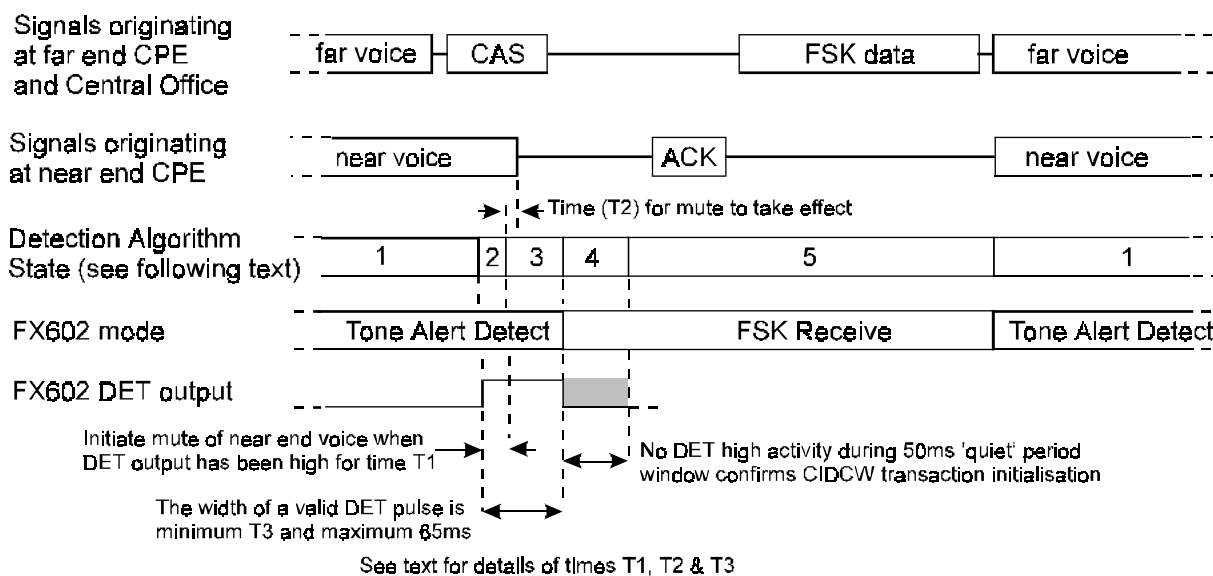 Signals originating
at far end CPE
and Central Office
far voice
CAS
FSK data
far voice
Signals originating
at near end CPE
near voice
ACK
near voice
Time (T2) for mute to take effect
Detection Algorithm
State (see following text)
1
2
3
4
5
1
FX602 mode
Tone Alert Detect
FSK Receive
Tone Alert Detect
FX602 DET output
Initiate mute of near end voice when
DET output has been high for time T1
No DET high activity during 50ms 'quiet' period
window confirms CIDCW transaction initialisation
The width of a valid DET pulse is
minimum T3 and maximum 65ms
See text for details of times T1, T2 & T3